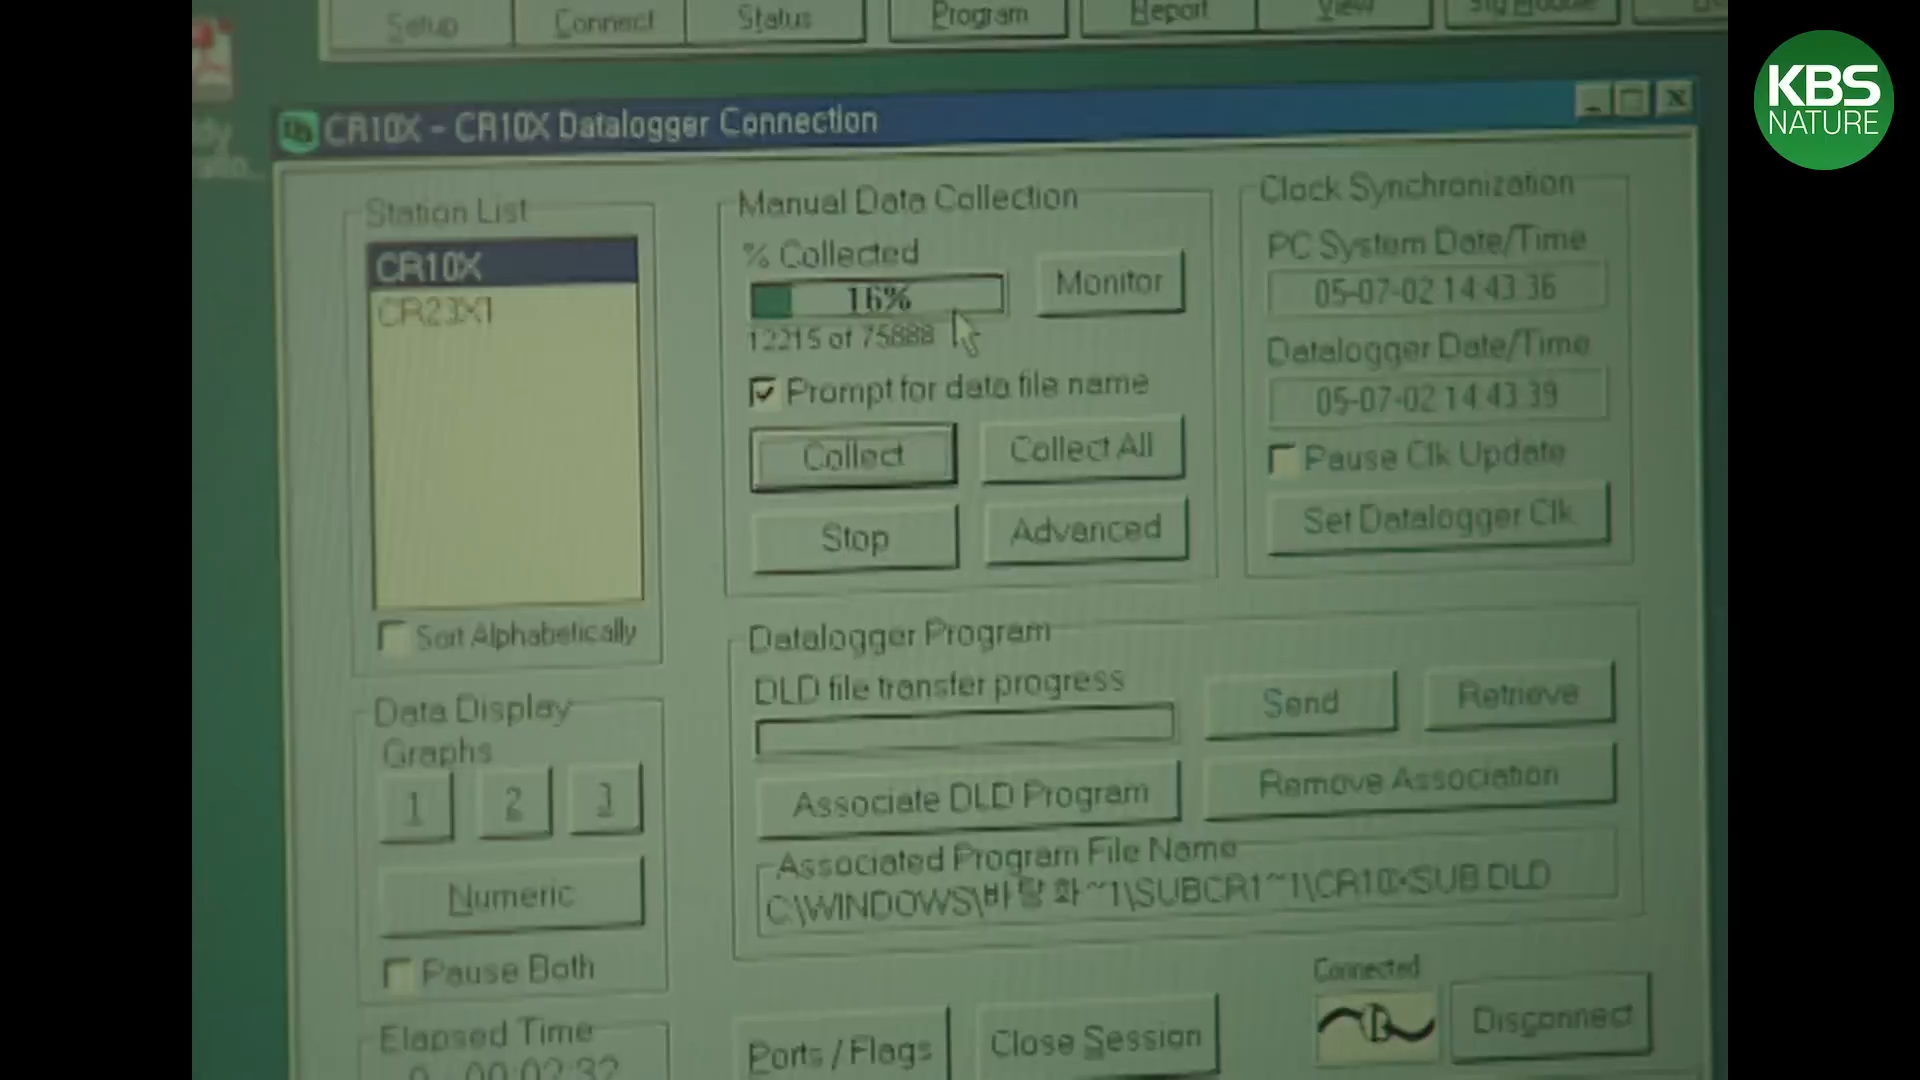 Setup
Connect
Status
Program
Report
View
KBS
NATURE
CR10X - CR10X Datalogger Connection
Station List
CR10X
CR23X1
Sort Alphabetically
Data Display
Graphs
1 2 3
Numeric
Pause Both
Elapsed Time
0 - 00:02:32
Manual Data Collection
% Collected
16%
12215 of 75888
Monitor
Prompt for data file name
Collect
Collect All
Stop
Advanced
Clock Synchronization
PC System Date/Time
05-07-02 14:43:36
Datalogger Date/Time
05-07-02 14:43:39
Pause Clk Update
Set Datalogger Clk
Datalogger Program
DLD file transfer progress
Send
Retrieve
Associate DLD Program
Remove Association
Associated Program File Name
C:\WINDOWS\바탕화~1\SUBCR1~1\CR10XSUB.DLD
Ports / Flags
Close Session
Connected
Disconnect